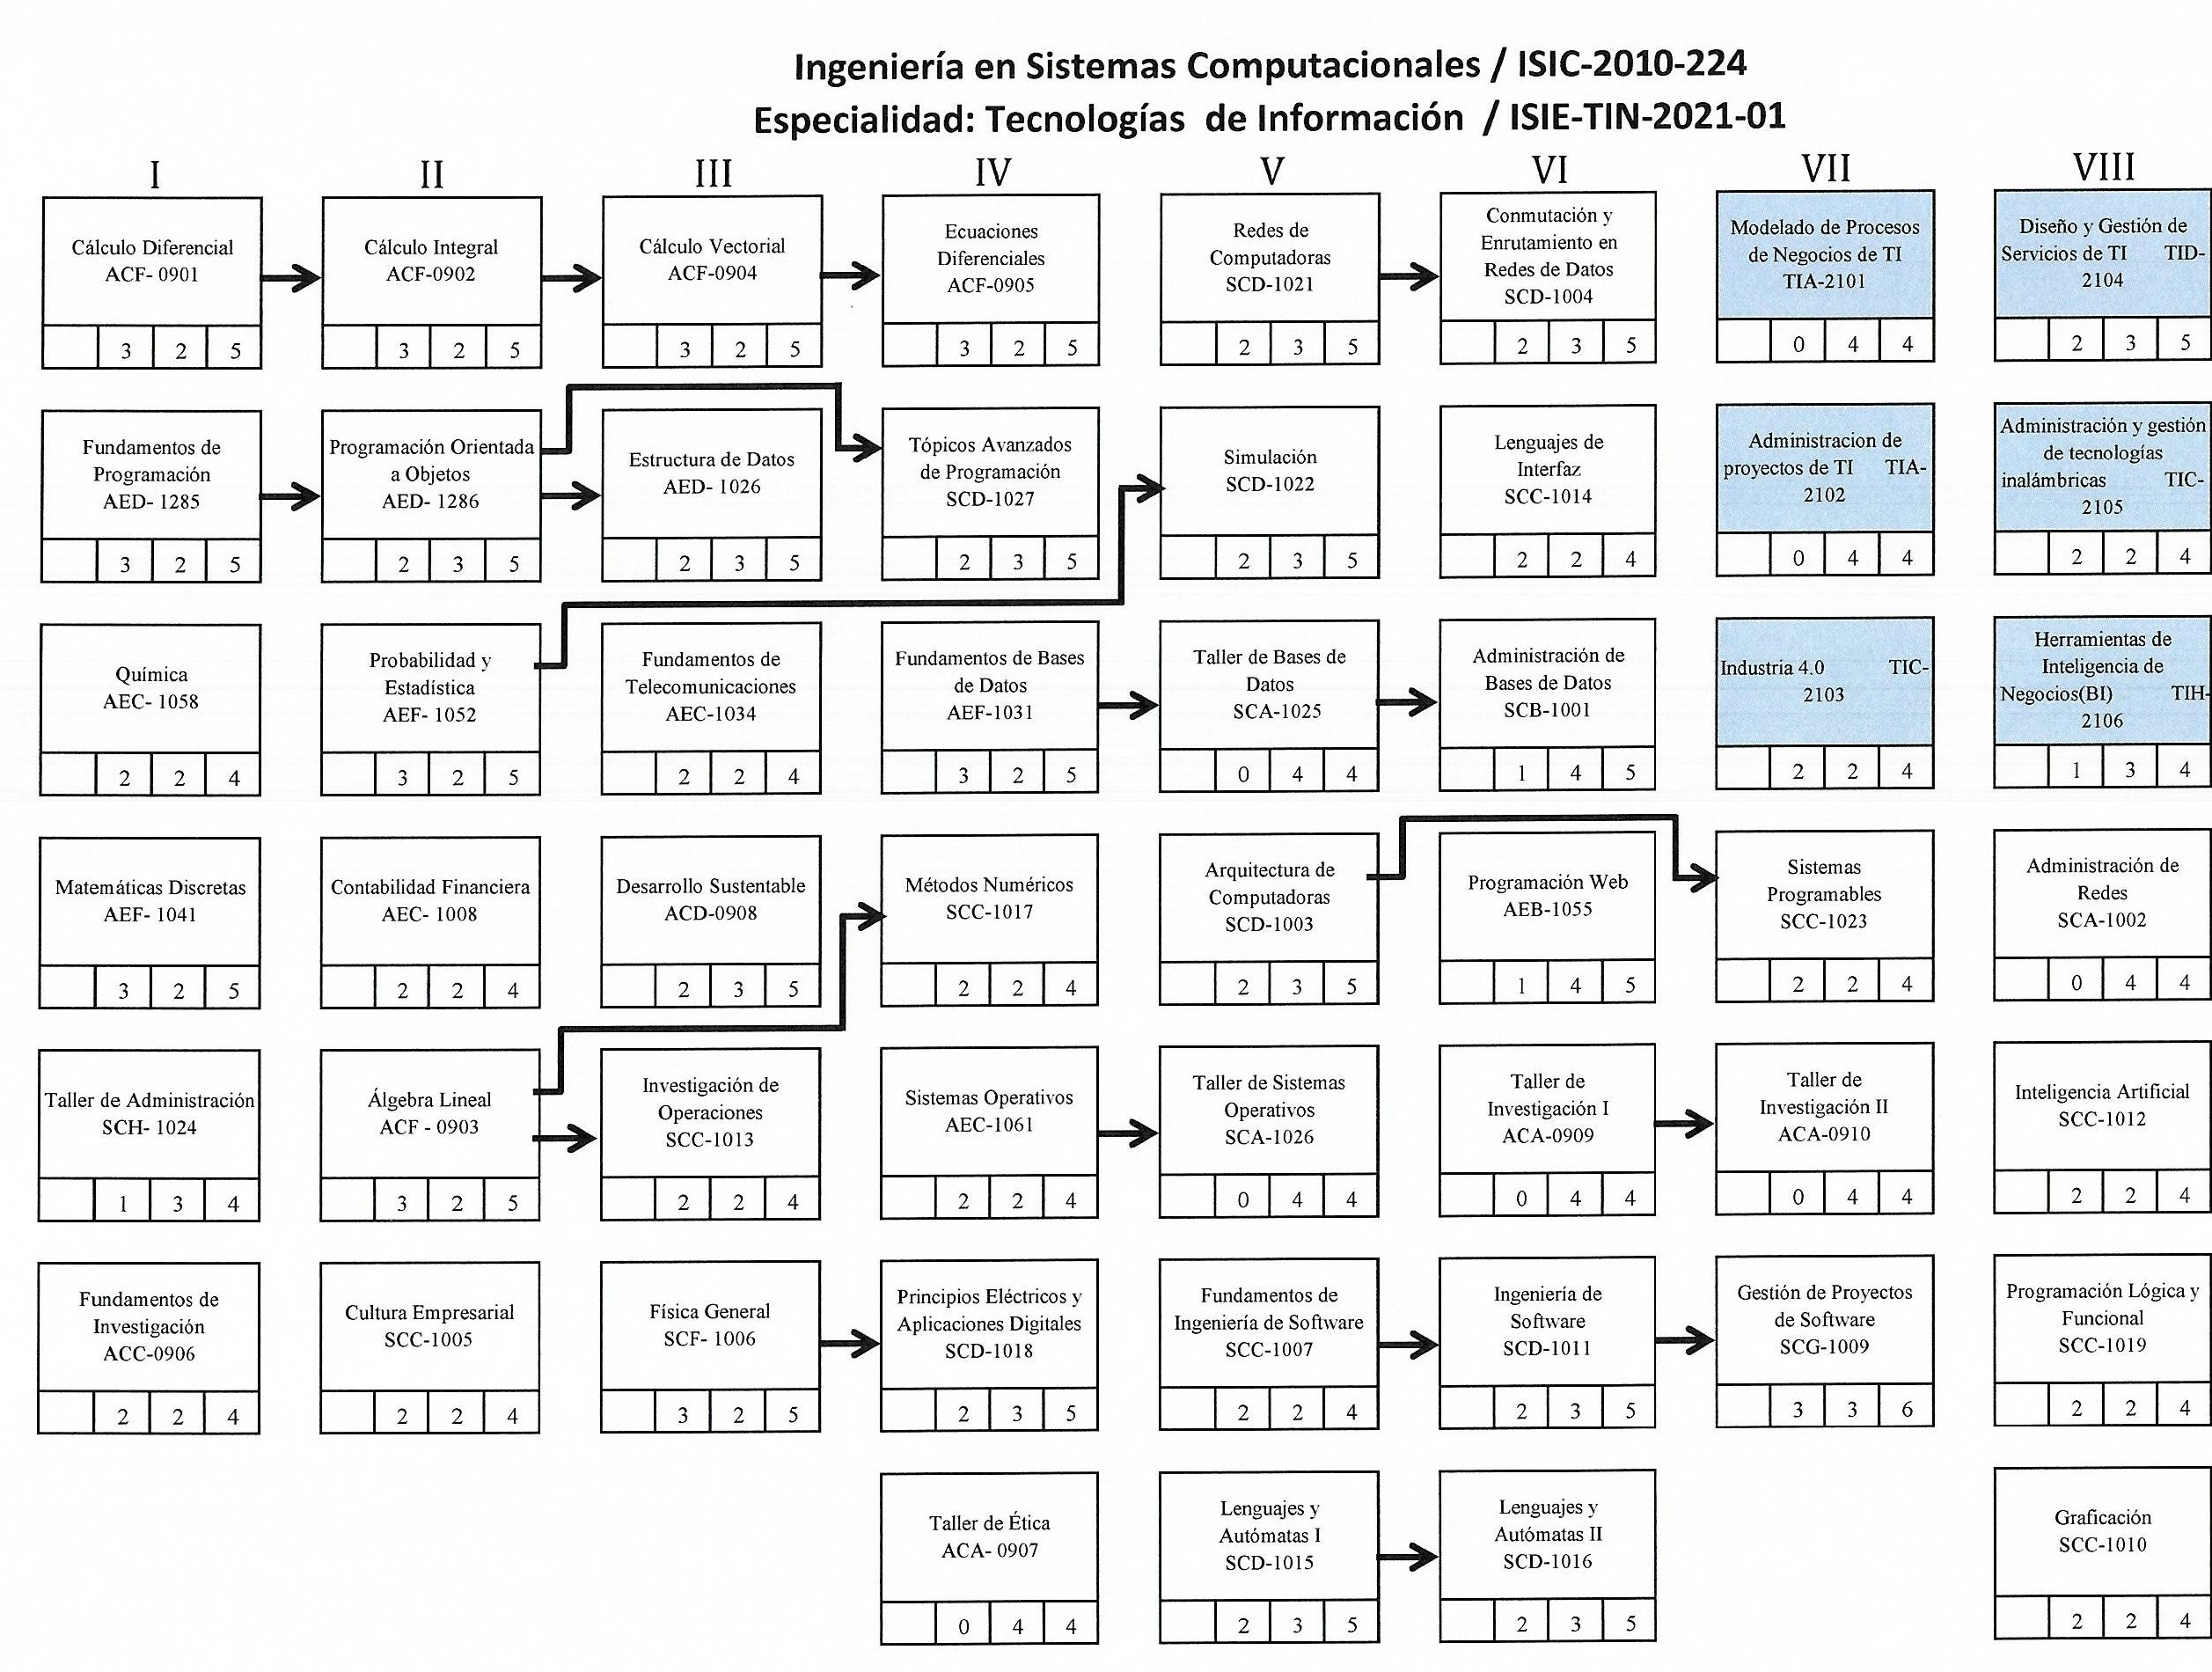 Ingeniería en Sistemas Computacionales / ISIC-2010-224
Especialidad: Tecnologías de Información / ISIE-TIN-2021-01
I
II
III
IV
V
VI
VII
VIII
Cálculo Diferencial
ACF- 0901
3 2 5
Cálculo Integral
ACF-0902
3 2 5
Cálculo Vectorial
ACF-0904
3 2 5
Ecuaciones
Diferenciales
ACF-0905
3 2 5
Redes de
Computadoras
SCD-1021
2 3 5
Conmutación y
Enrutamiento en
Redes de Datos
SCD-1004
2 3 5
Modelado de Procesos
de Negocios de TI
TIA-2101
0 4 4
Diseño y Gestión de
Servicios de TI TID-
2104
2 3 5
Fundamentos de
Programación
AED- 1285
3 2 5
Programación Orientada
a Objetos
AED- 1286
2 3 5
Estructura de Datos
AED- 1026
2 3 5
Tópicos Avanzados
de Programación
SCD-1027
2 3 5
Simulación
SCD-1022
2 3 5
Lenguajes de
Interfaz
SCC-1014
2 2 4
Administracion de
proyectos de TI TIA-
2102
0 4 4
Administración y gestión
de tecnologías
inalámbricas TIC-
2105
2 2 4
Química
AEC- 1058
2 2 4
Probabilidad y
Estadística
AEF- 1052
3 2 5
Fundamentos de
Telecomunicaciones
AEC-1034
2 2 4
Fundamentos de Bases
de Datos
AEF-1031
3 2 5
Taller de Bases de
Datos
SCA-1025
0 4 4
Administración de
Bases de Datos
SCB-1001
1 4 5
Industria 4.0 TIC-
2103
2 2 4
Herramientas de
Inteligencia de
Negocios(BI) TIH-
2106
1 3 4
Matemáticas Discretas
AEF- 1041
3 2 5
Contabilidad Financiera
AEC- 1008
2 2 4
Desarrollo Sustentable
ACD-0908
2 3 5
Métodos Numéricos
SCC-1017
2 2 4
Arquitectura de
Computadoras
SCD-1003
2 3 5
Programación Web
AEB-1055
1 4 5
Sistemas
Programables
SCC-1023
2 2 4
Administración de
Redes
SCA-1002
0 4 4
Taller de Administración
SCH- 1024
1 3 4
Álgebra Lineal
ACF - 0903
3 2 5
Investigación de
Operaciones
SCC-1013
2 2 4
Sistemas Operativos
AEC-1061
2 2 4
Taller de Sistemas
Operativos
SCA-1026
0 4 4
Taller de
Investigación I
ACA-0909
0 4 4
Taller de
Investigación II
ACA-0910
0 4 4
Inteligencia Artificial
SCC-1012
2 2 4
Fundamentos de
Investigación
ACC-0906
2 2 4
Cultura Empresarial
SCC-1005
2 2 4
Física General
SCF- 1006
3 2 5
Principios Eléctricos y
Aplicaciones Digitales
SCD-1018
2 3 5
Fundamentos de
Ingeniería de Software
SCC-1007
2 2 4
Ingeniería de
Software
SCD-1011
2 3 5
Gestión de Proyectos
de Software
SCG-1009
3 3 6
Programación Lógica y
Funcional
SCC-1019
2 2 4
Taller de Ética
ACA- 0907
0 4 4
Lenguajes y
Autómatas I
SCD-1015
2 3 5
Lenguajes y
Autómatas II
SCD-1016
2 3 5
Graficación
SCC-1010
2 2 4